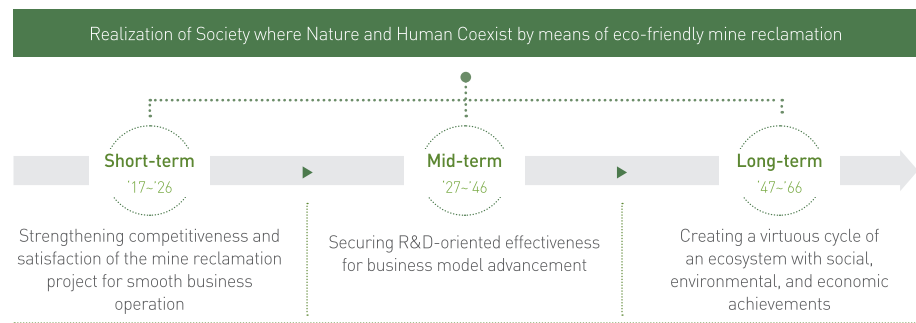 Realization of Society where Nature and Human Coexist by means of eco-friendly mine reclamation
Short-term
'17~'26
Mid-term
'27~'46
Long-term
'47~'66
Strengthening competitiveness and
satisfaction of the mine reclamation
project for smooth business
operation
Securing R&D-oriented effectiveness
for business model advancement
Creating a virtuous cycle of
an ecosystem with social,
environmental, and economic
achievements